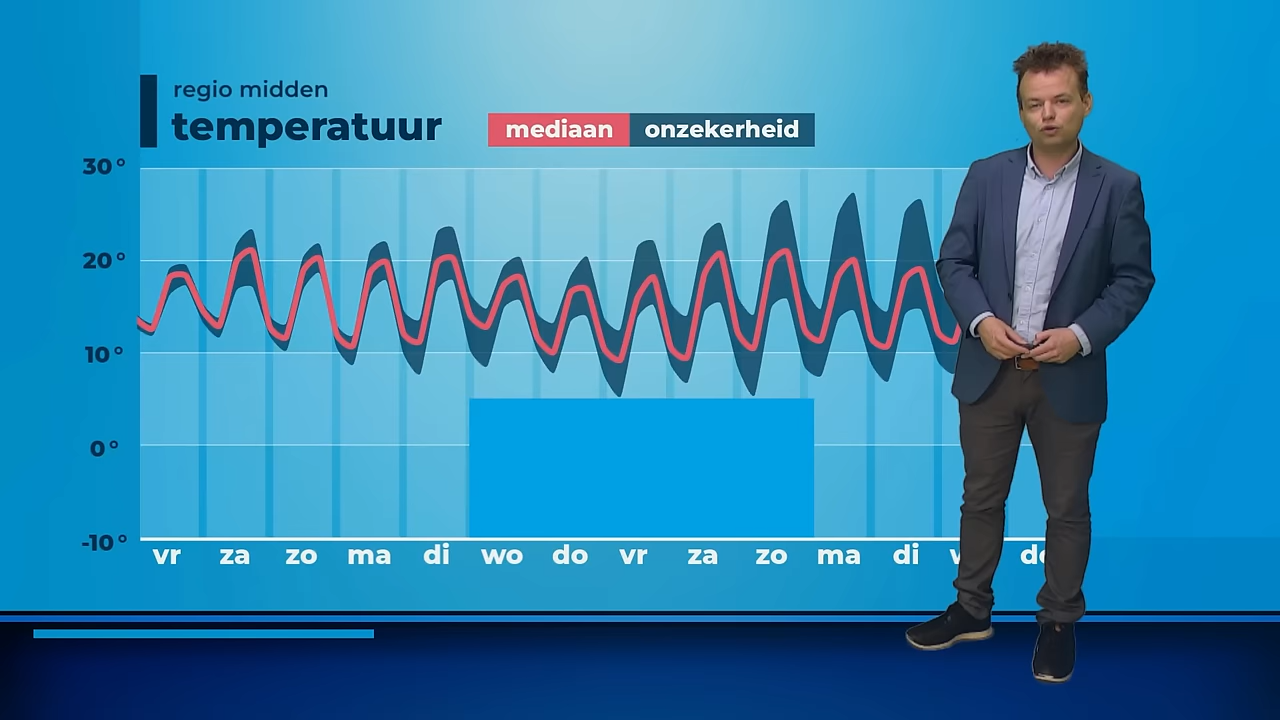 regio midden
temperatuur
mediaan onzekerheid
30°
20°
10°
0°
-10°
vr za zo ma di wo do vr za zo ma di